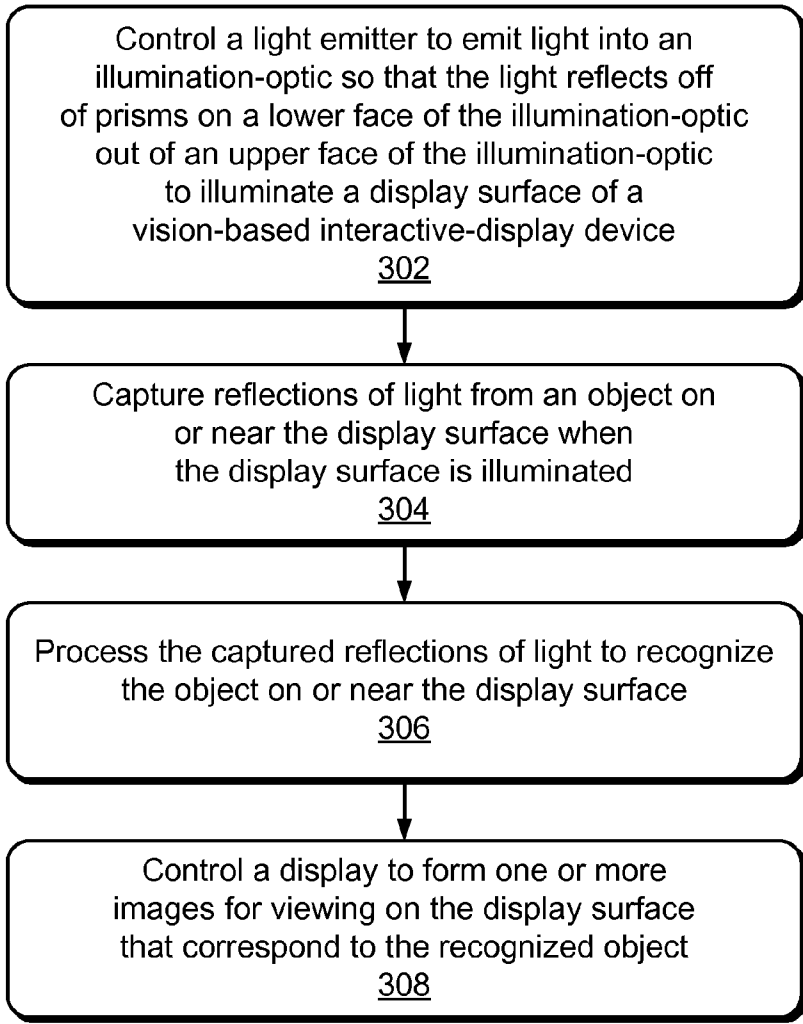 Control a light emitter to emit light into an
illumination-optic so that the light reflects off
of prisms on a lower face of the illumination-optic
out of an upper face of the illumination-optic
to illuminate a display surface of a
vision-based interactive-display device
302
Capture reflections of light from an object on
or near the display surface when
the display surface is illuminated
304
Process the captured reflections of light to recognize
the object on or near the display surface
306
Control a display to form one or more
images for viewing on the display surface
that correspond to the recognized object
308